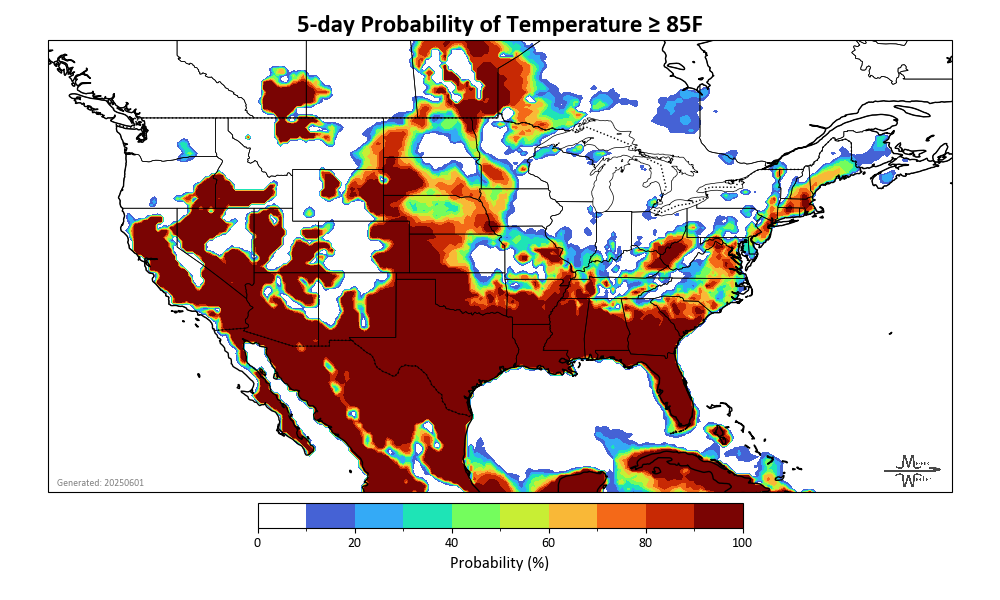 5-day Probability of Temperature ≥ 85F
Generated: 20250601
0 20 40 60 80 100
Probability (%)